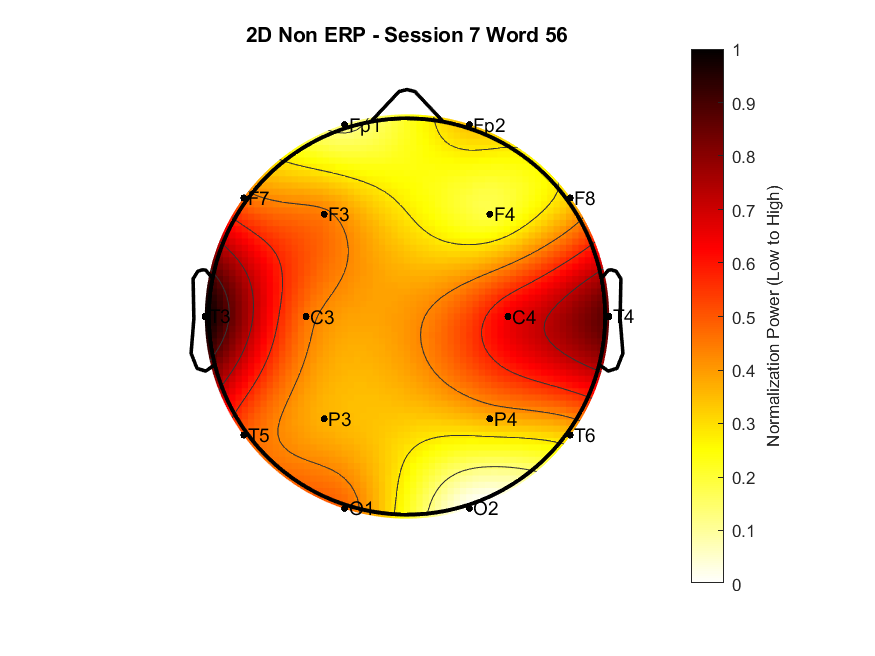 2D Non ERP - Session 7 Word 56
Fp1
Fp2
F7
F3
F4
F8
T3
C3
C4
T4
P3
P4
T5
T6
O1
O2
1
0.9
0.8
0.7
0.6
0.5
0.4
0.3
0.2
0.1
0
Normalization Power (Low to High)